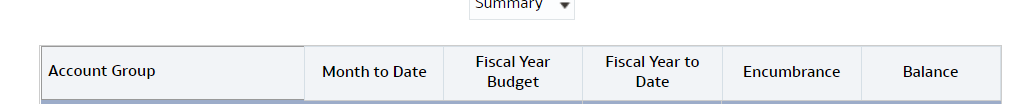 Summary
Account Group
Month to Date
Fiscal Year
Budget
Fiscal Year to
Date
Encumbrance
Balance